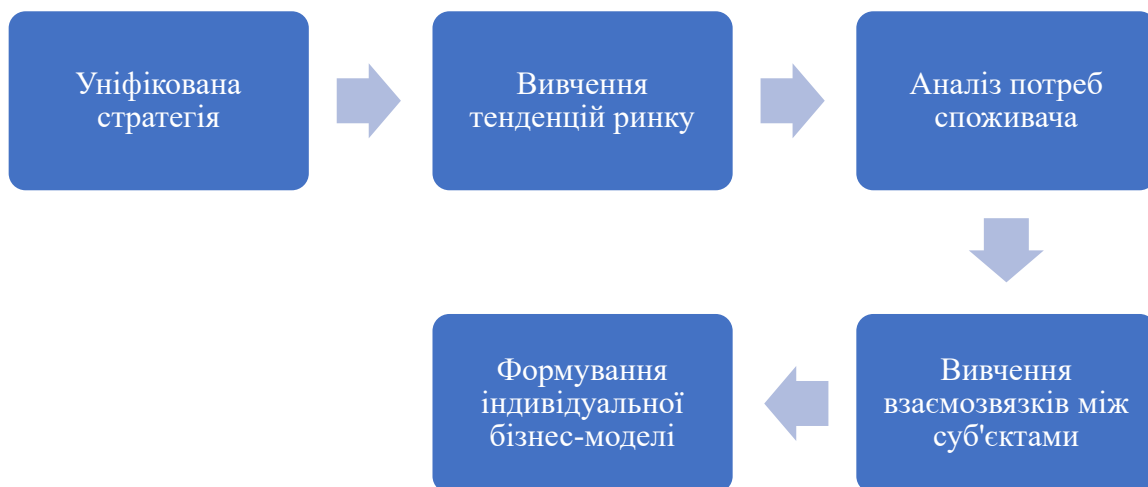 Уніфікована
стратегія
Вивчення
тенденцій ринку
Аналіз потреб
споживача
Вивчення
взаємозвязків між
суб'єктами
Формування
індивідуальної
бізнес-моделі